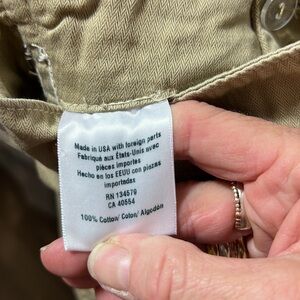 Made in USA with foreign parts
Fabriqué aux États-Unis avec
pièces importes
Hecho en los EEUU con piezas
importadas
RN 134579
CA 40554
100% Cotton/ Coton/ Algodón